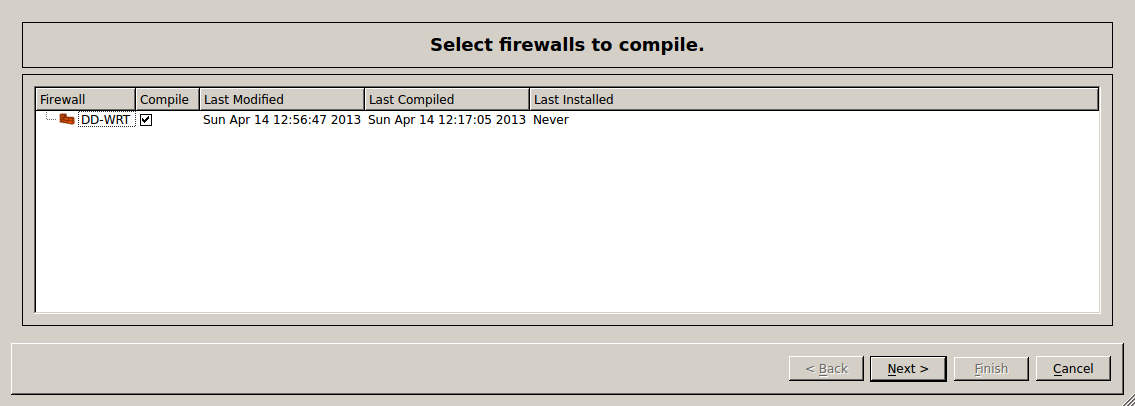 Select firewalls to compile.
Firewall Compile Last Modified Last Compiled Last Installed
DD-WRT Sun Apr 14 12:56:47 2013 Sun Apr 14 12:17:05 2013 Never
< Back Next > Finish Cancel